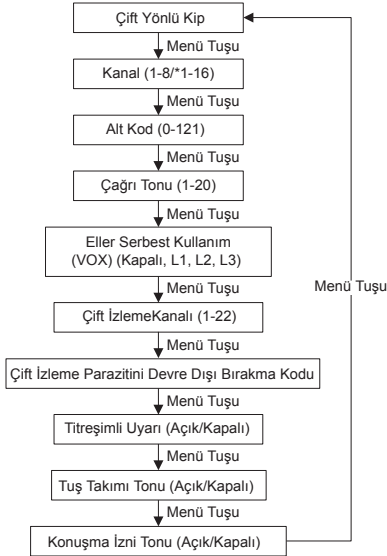 Çift Yönlü Kip
Menü Tuşu
Kanal (1-8/*1-16)
Menü Tuşu
Alt Kod (0-121)
Menü Tuşu
Çağrı Tonu (1-20)
Menü Tuşu
Eller Serbest Kullanım
(VOX) (Kapalı, L1, L2, L3)
Menü Tuşu
Menü Tuşu
Çift İzlemeKanalı (1-22)
Menü Tuşu
Çift İzleme Parazitini Devre Dışı Bırakma Kodu
Menü Tuşu
Titreşimli Uyarı (Açık/Kapalı)
Menü Tuşu
Tuş Takımı Tonu (Açık/Kapalı)
Menü Tuşu
Konuşma İzni Tonu (Açık/Kapalı)